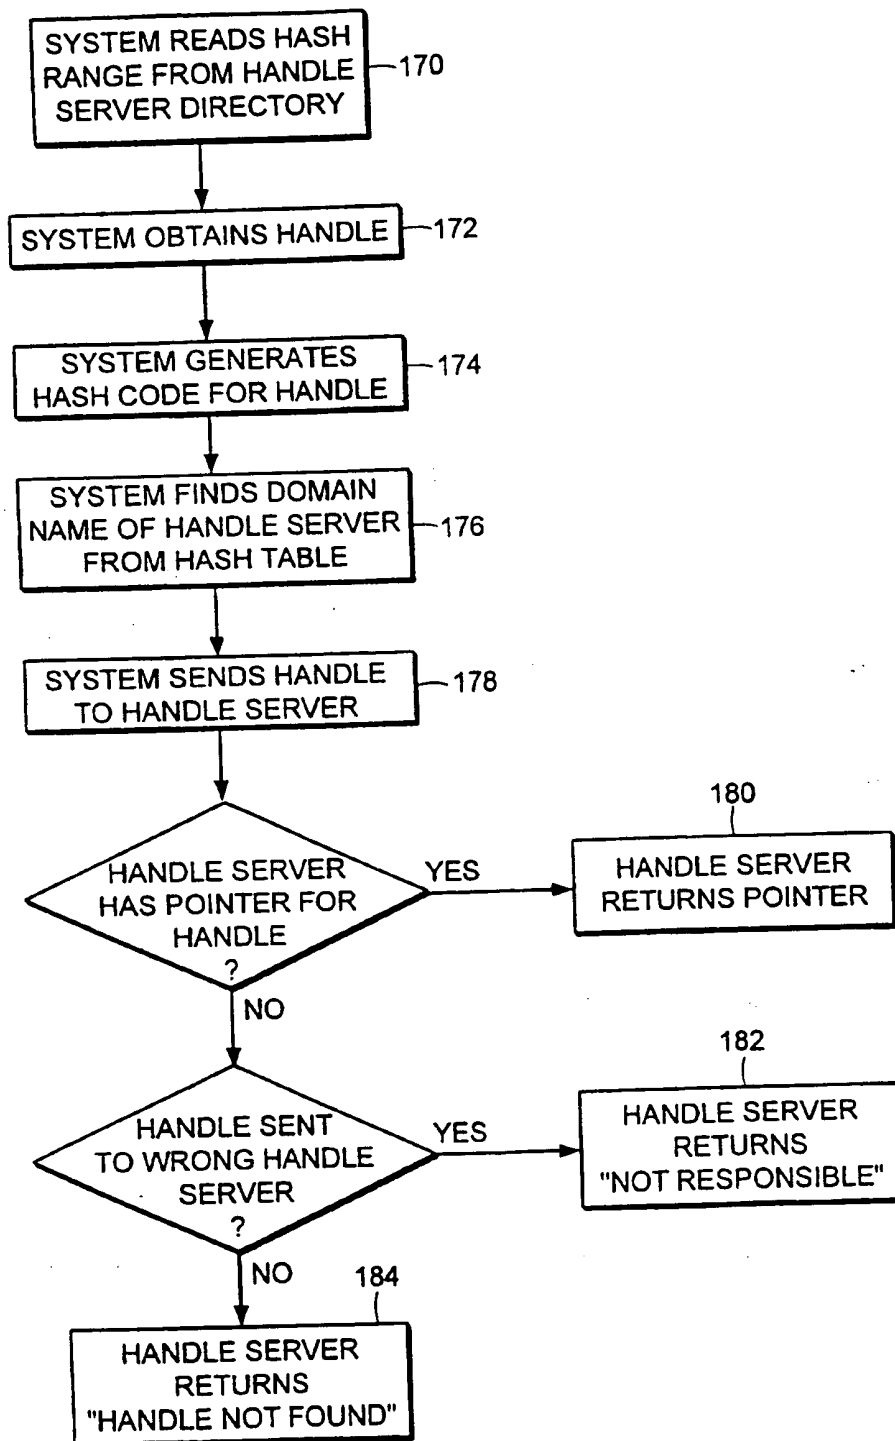 SYSTEM READS HASH
RANGE FROM HANDLE
SERVER DIRECTORY
170
SYSTEM OBTAINS HANDLE
172
SYSTEM GENERATES
HASH CODE FOR HANDLE
174
SYSTEM FINDS DOMAIN
NAME OF HANDLE SERVER
FROM HASH TABLE
176
SYSTEM SENDS HANDLE
TO HANDLE SERVER
178
HANDLE SERVER
HAS POINTER FOR
HANDLE
?
YES
180
HANDLE SERVER
RETURNS POINTER
NO
HANDLE SENT
TO WRONG HANDLE
SERVER
?
YES
182
HANDLE SERVER
RETURNS
"NOT RESPONSIBLE"
NO
184
HANDLE SERVER
RETURNS
"HANDLE NOT FOUND"